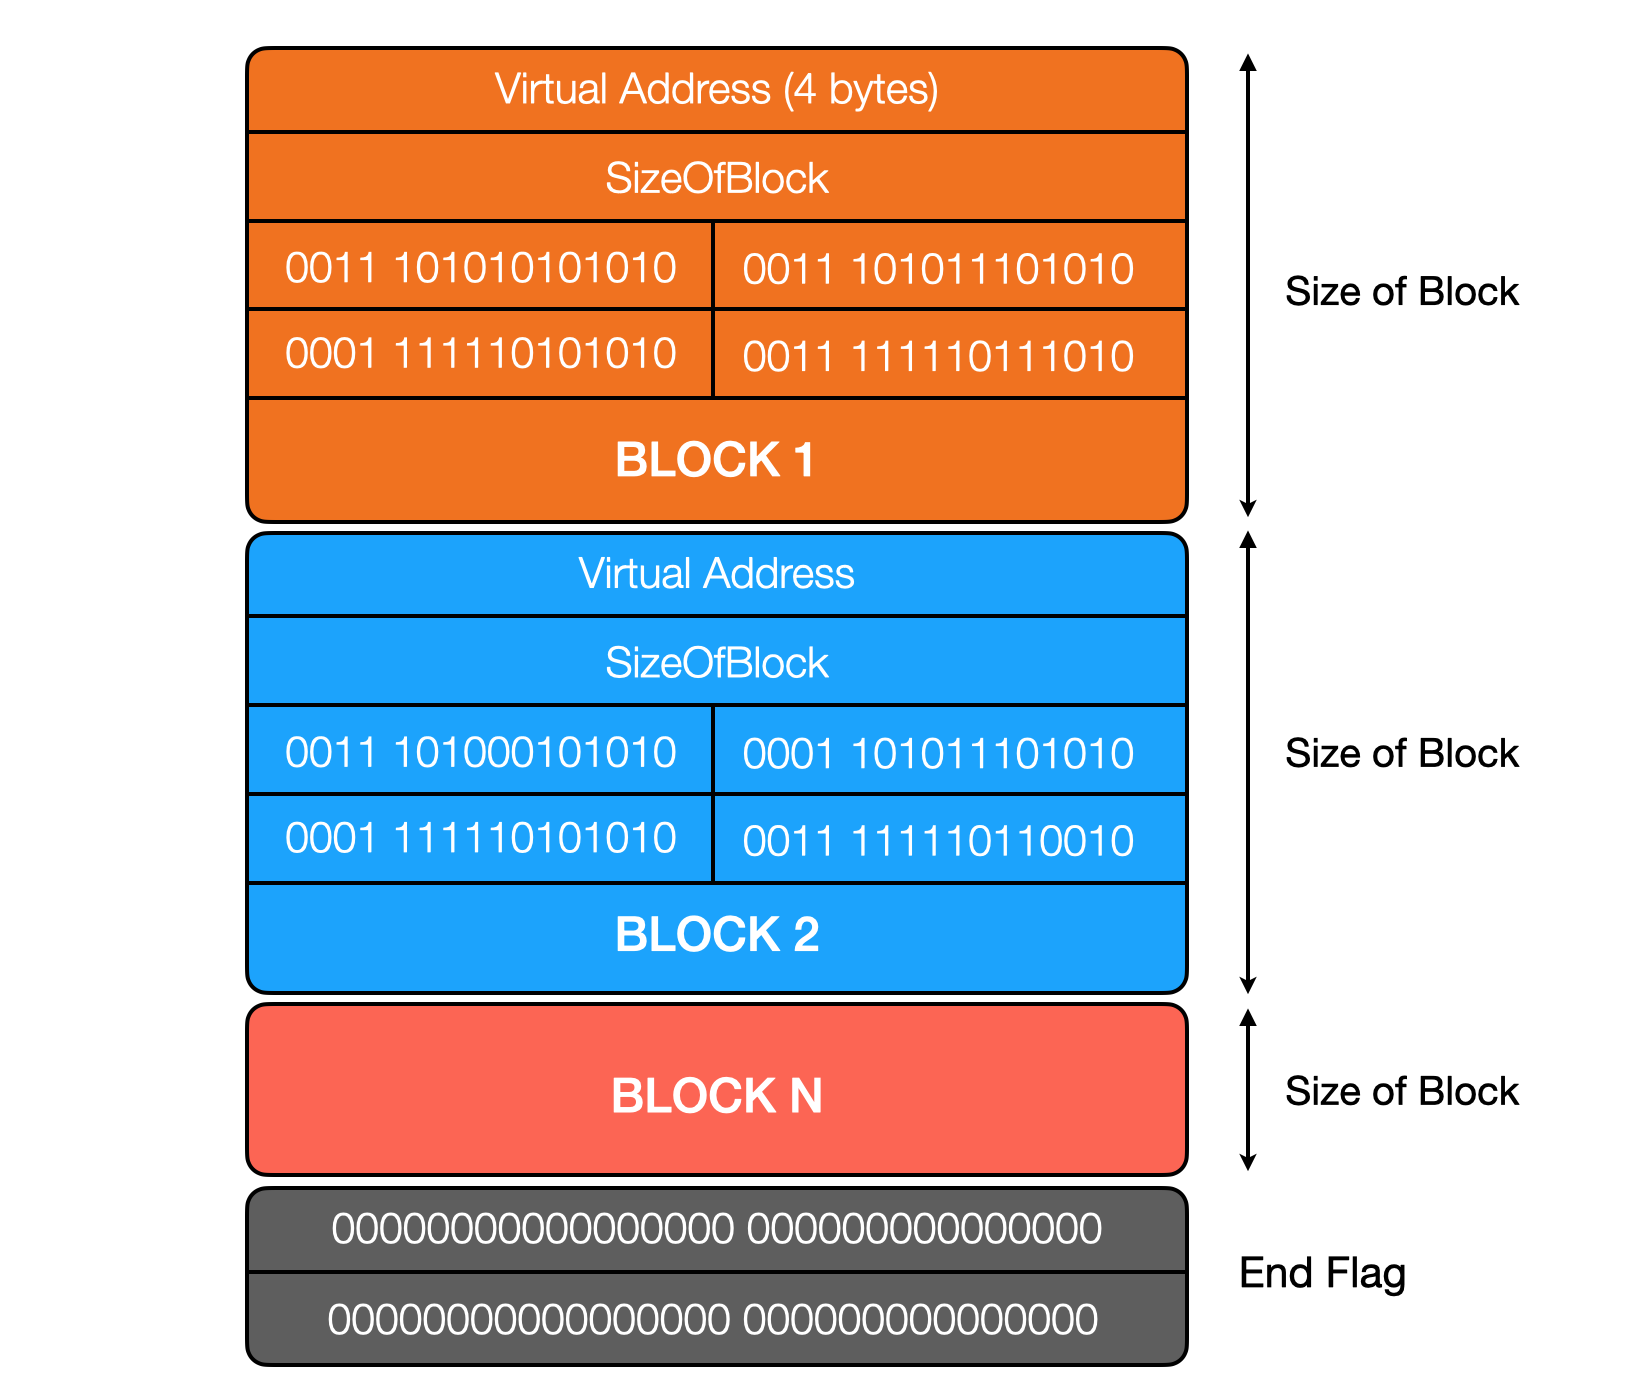 Virtual Address (4 bytes)
SizeOfBlock
0011 101010101010 0011 101011101010
0001 111110101010 0011 111110111010
BLOCK 1
Size of Block
Virtual Address
SizeOfBlock
0011 101000101010 0001 101011101010
0001 111110101010 0011 111110110010
BLOCK 2
Size of Block
BLOCK N
Size of Block
00000000000000000 000000000000000
00000000000000000 000000000000000
End Flag